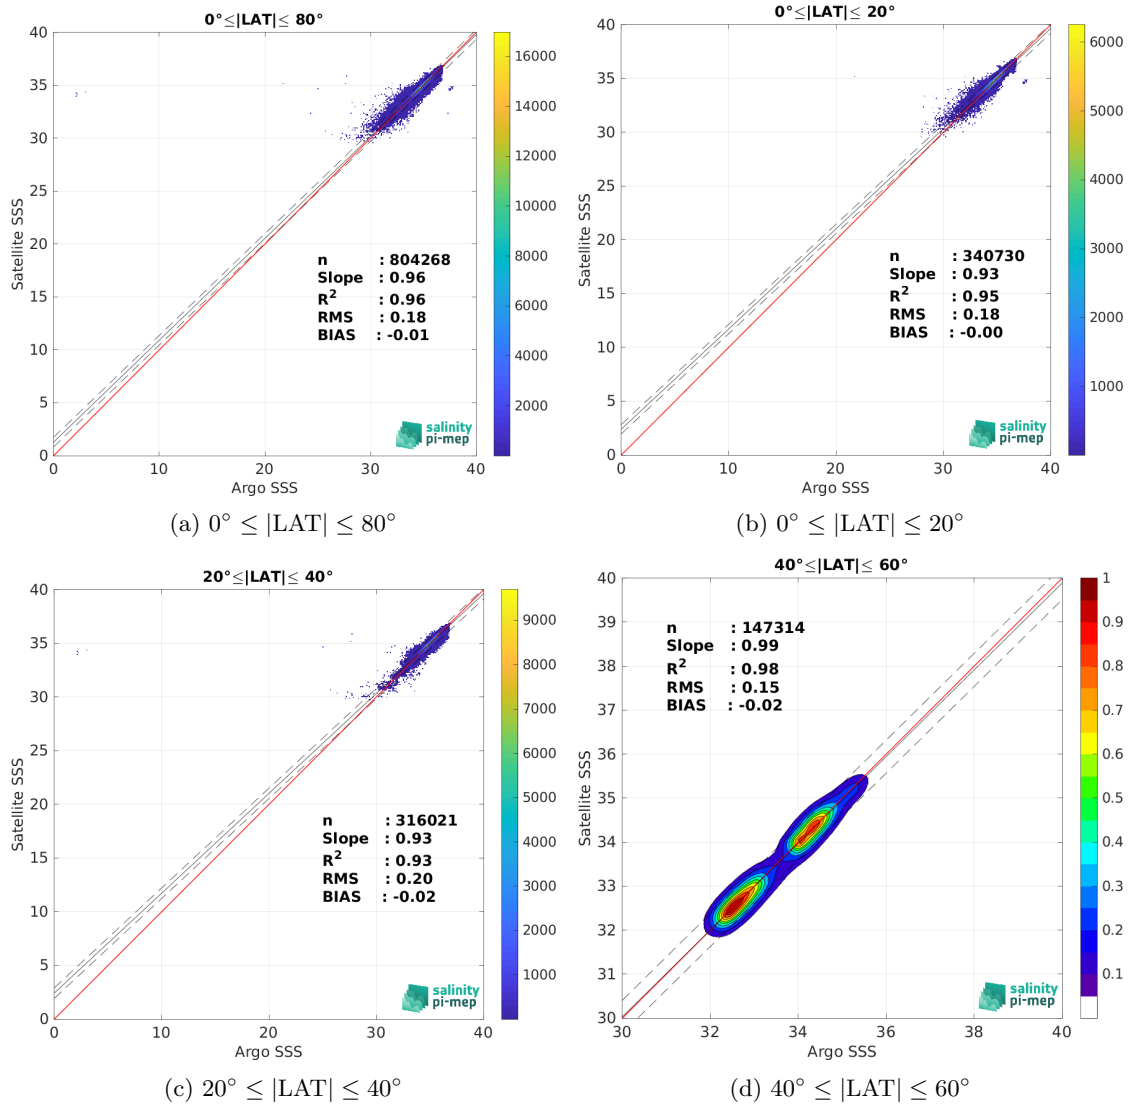 0°≤|LAT|≤ 80°
40
35
30
25
20
15
10
5
0
Satellite SSS
n : 804268
Slope : 0.96
R² : 0.96
RMS : 0.18
BIAS : -0.01
salinity
pi-mep
0 10 20 30 40
Argo SSS
16000
14000
12000
10000
8000
6000
4000
2000
(a) 0° ≤ |LAT| ≤ 80°
0°≤|LAT|≤ 20°
40
35
30
25
20
15
10
5
0
Satellite SSS
n : 340730
Slope : 0.93
R² : 0.95
RMS : 0.18
BIAS : -0.00
salinity
pi-mep
0 10 20 30 40
Argo SSS
6000
5000
4000
3000
2000
1000
(b) 0° ≤ |LAT| ≤ 20°
20°≤|LAT|≤ 40°
40
35
30
25
20
15
10
5
0
Satellite SSS
n : 316021
Slope : 0.93
R² : 0.93
RMS : 0.20
BIAS : -0.02
salinity
pi-mep
0 10 20 30 40
Argo SSS
9000
8000
7000
6000
5000
4000
3000
2000
1000
(c) 20° ≤ |LAT| ≤ 40°
40°≤|LAT|≤ 60°
40
39
38
37
36
35
34
33
32
31
30
Satellite SSS
n : 147314
Slope : 0.99
R² : 0.98
RMS : 0.15
BIAS : -0.02
salinity
pi-mep
30 32 34 36 38 40
Argo SSS
1
0.9
0.8
0.7
0.6
0.5
0.4
0.3
0.2
0.1
(d) 40° ≤ |LAT| ≤ 60°